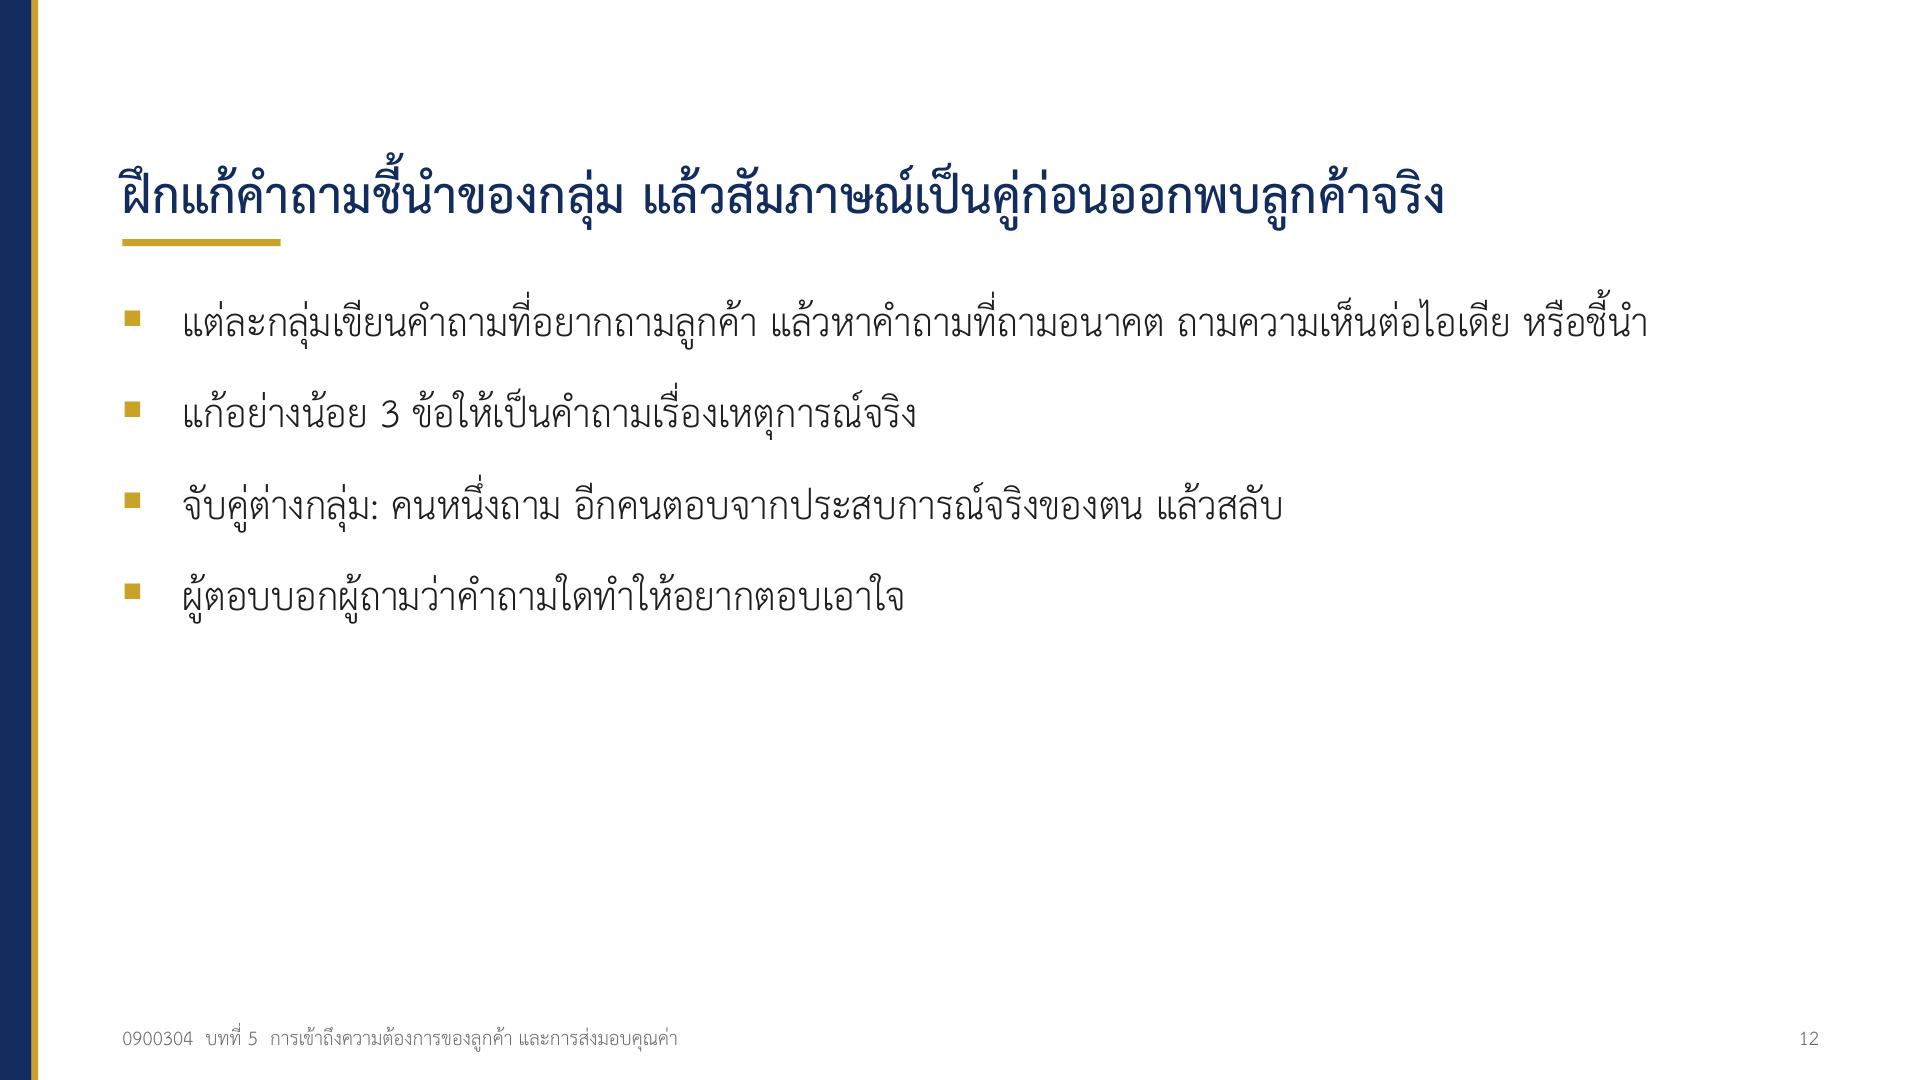 ฝึกแก้คำถามชี้นำของกลุ่ม แล้วสัมภาษณ์เป็นคู่ก่อนออกพบลูกค้าจริง
▪ แต่ละกลุ่มเขียนคำถามที่อยากถามลูกค้า แล้วหาคำถามที่ถามอนาคต ถามความเห็นต่อไอเดีย หรือชี้นำ
▪ แก้อย่างน้อย 3 ข้อให้เป็นคำถามเรื่องเหตุการณ์จริง
▪ จับคู่ต่างกลุ่ม: คนหนึ่งถาม อีกคนตอบจากประสบการณ์จริงของตน แล้วสลับ
▪ ผู้ตอบบอกผู้ถามว่าคำถามใดทำให้อยากตอบเอาใจ
0900304 บทที่ 5 การเข้าถึงความต้องการของลูกค้า และการส่งมอบคุณค่า
12